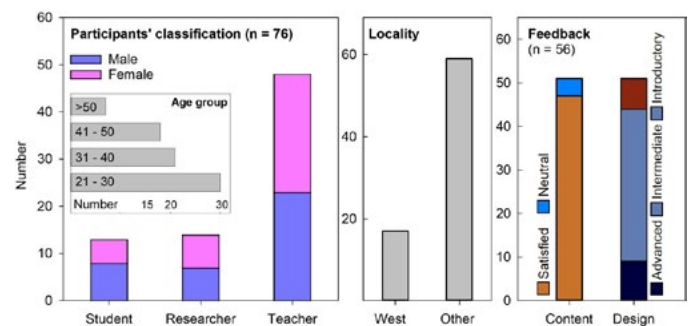 60
50
40
30
20
10
0
Number
Participants' classification (n = 76)
Male
Female
Age group
>50
41 - 50
31 - 40
21 - 30
Number 15 20 30
Student Researcher Teacher
Locality
60
40
20
West Other
Feedback
(n = 56)
60
50
40
30
20
10
0
Satisfied Neutral
Advanced Intermediate Introductory
Content Design